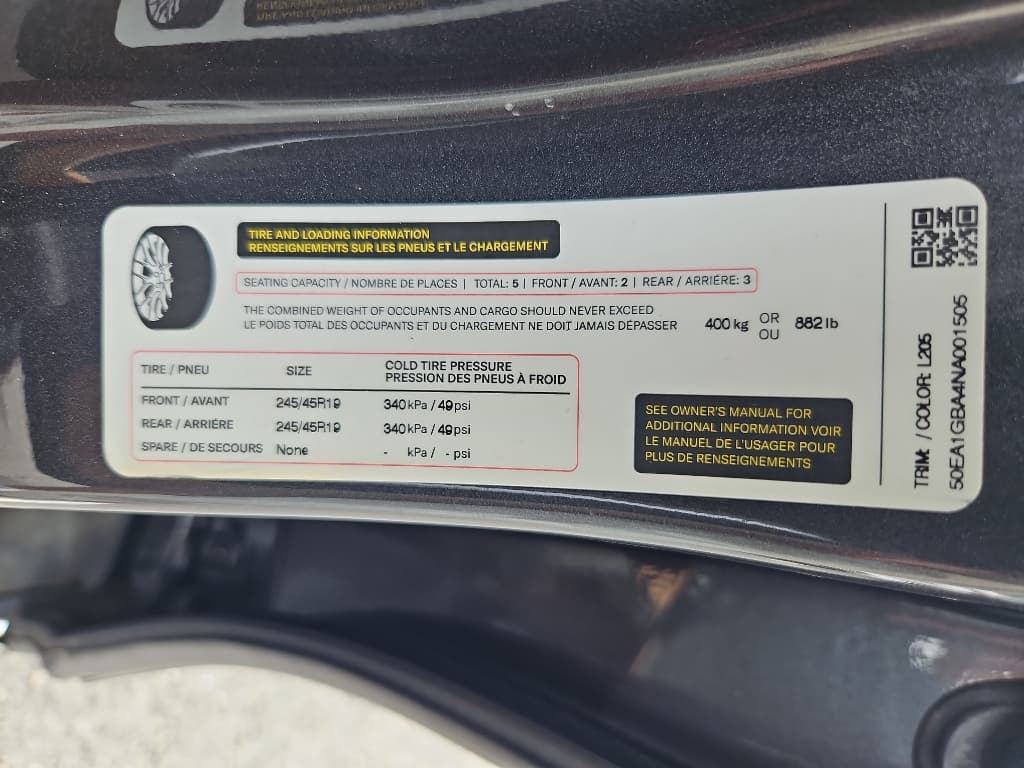 TIRE AND LOADING INFORMATION
RENSEIGNEMENTS SUR LES PNEUS ET LE CHARGEMENT
SEATING CAPACITY / NOMBRE DE PLACES | TOTAL: 5 | FRONT / AVANT: 2 | REAR / ARRIÉRE: 3
THE COMBINED WEIGHT OF OCCUPANTS AND CARGO SHOULD NEVER EXCEED
LE POIDS TOTAL DES OCCUPANTS ET DU CHARGEMENT NE DOIT JAMAIS DÉPASSER
400 kg OR OU 882 lb
TIRE / PNEU SIZE COLD TIRE PRESSURE
PRESSION DES PNEUS À FROID
FRONT / AVANT 245/45R19 340 kPa / 49 psi
REAR / ARRIÉRE 245/45R19 340 kPa / 49 psi
SPARE / DE SECOURS None - kPa / - psi
SEE OWNER'S MANUAL FOR
ADDITIONAL INFORMATION VOIR
LE MANUEL DE L'USAGER POUR
PLUS DE RENSEIGNEMENTS
TRIM: / COLOR: L205
50EA1GBA4NA001505